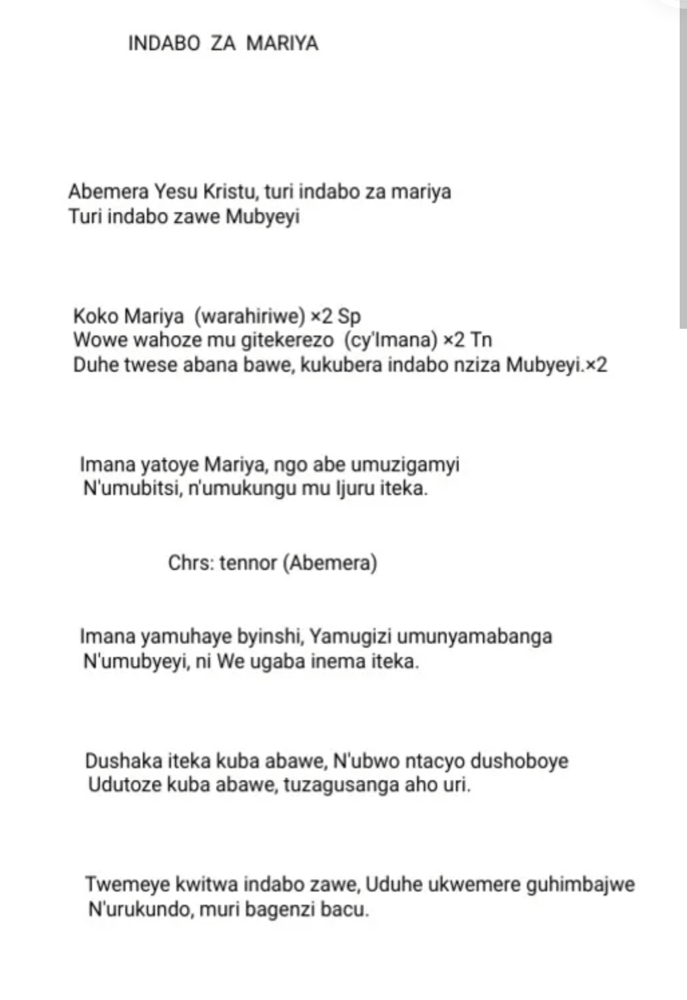 INDABO ZA MARIYA
Abemera Yesu Kristu, turi indabo za mariya
Turi indabo zawe Mubyeyi
Koko Mariya (warahiriwe) ×2 Sp
Wowe wahoze mu gitekerezo (cy'Imana) ×2 Tn
Duhe twese abana bawe, kukubera indabo nziza Mubyeyi.×2
Imana yatoye Mariya, ngo abe umuzigamyi
N'umubitsi, n'umukungu mu Ijuru iteka.
Chrs: tennor (Abemera)
Imana yamuhaye byinshi, Yamugizi umunyamabanga
N'umubyeyi, ni We ugaba inema iteka.
Dushaka iteka kuba abawe, N'ubwo ntacyo dushoboye
Udutoze kuba abawe, tuzagusanga aho uri.
Twemeye kwitwa indabo zawe, Uduhe ukwemere guhimbajwe
N'urukundo, muri bagenzi bacu.